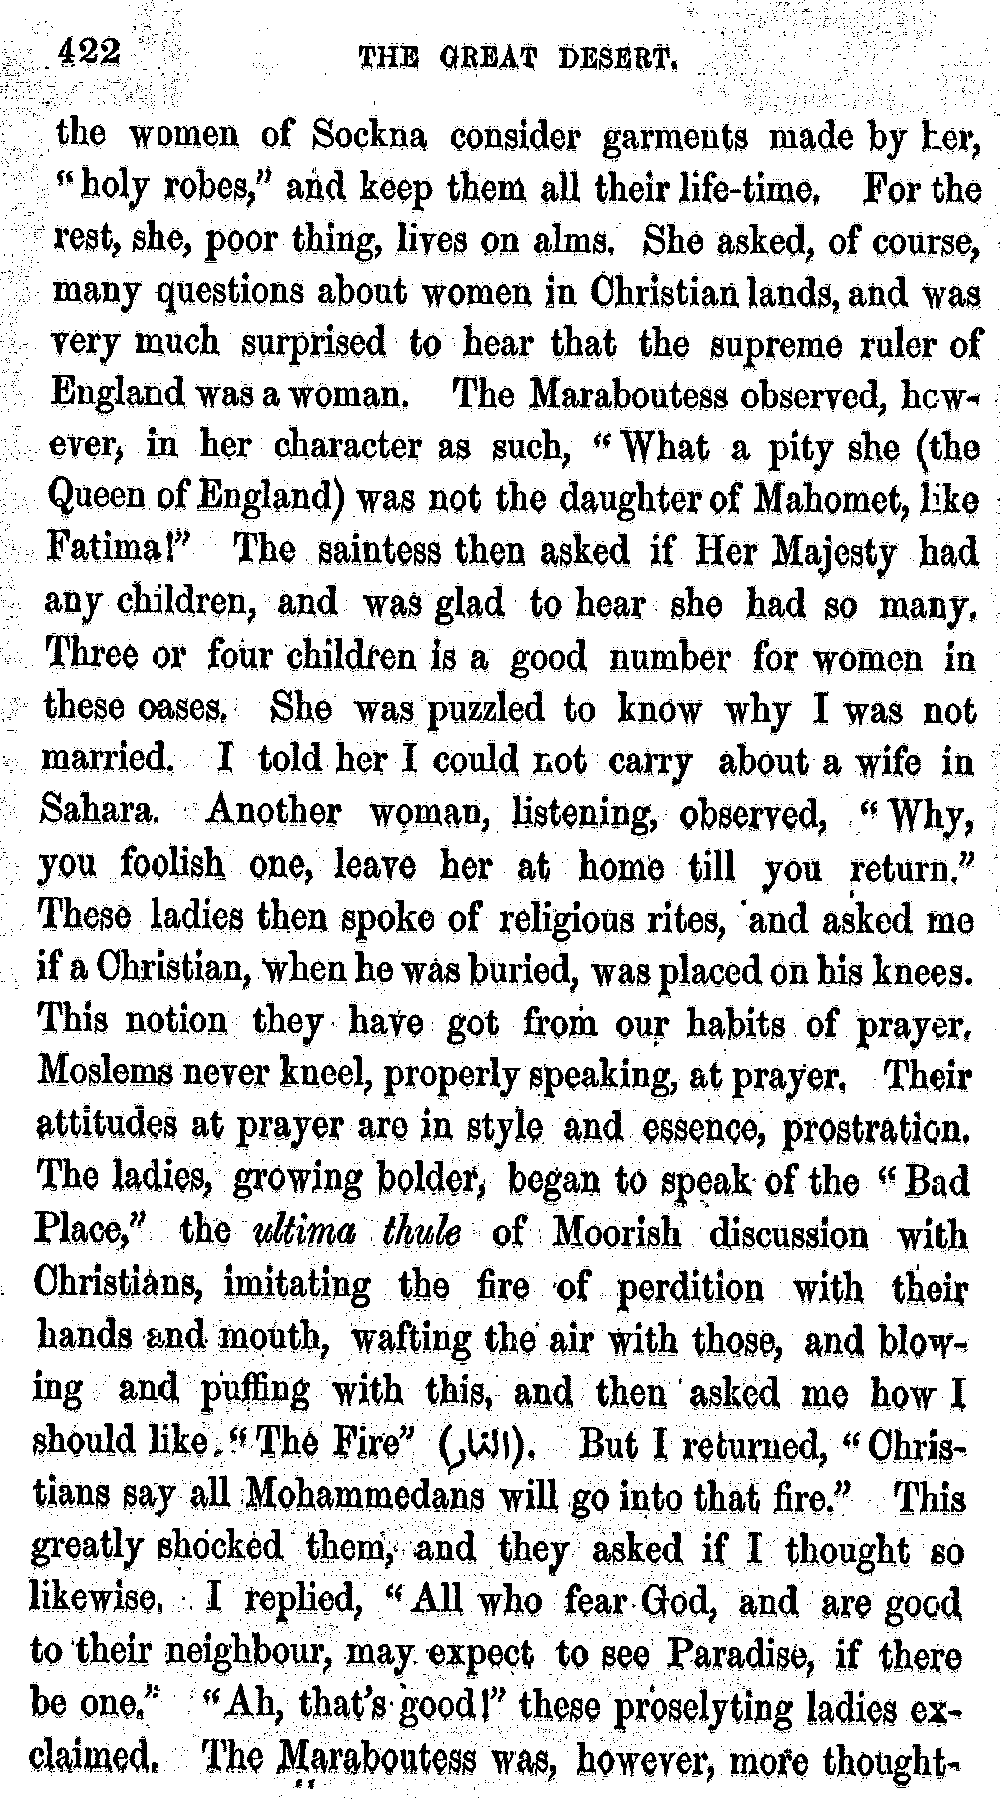 422 THE GREAT DESERT.
the women of Sockna consider garments made by her,
“holy robes,” and keep them all their life-time. For the
rest, she, poor thing, lives on alms. She asked, of course,
many questions about women in Christian lands, and was
very much surprised to hear that the supreme ruler of
England was a woman. The Maraboutess observed, how-
ever, in her character as such, “What a pity she (the
Queen of England) was not the daughter of Mahomet, like
Fatima!” The saintess then asked if Her Majesty had
any children, and was glad to hear she had so many.
Three or four children is a good number for women in
these oases. She was puzzled to know why I was not
married. I told her I could not carry about a wife in
Sahara. Another woman, listening, observed, “Why,
you foolish one, leave her at home till you return.”
These ladies then spoke of religious rites, and asked me
if a Christian, when he was buried, was placed on his knees.
This notion they have got from our habits of prayer.
Moslems never kneel, properly speaking, at prayer. Their
attitudes at prayer are in style and essence, prostration.
The ladies, growing bolder, began to speak of the “Bad
Place,” the ultima thule of Moorish discussion with
Christians, imitating the fire of perdition with their
hands and mouth, wafting the air with those, and blow-
ing and puffing with this, and then asked me how I
should like “The Fire” (النار). But I returned, “Chris-
tians say all Mohammedans will go into that fire.” This
greatly shocked them, and they asked if I thought so
likewise. I replied, “All who fear God, and are good
to their neighbour, may expect to see Paradise, if there
be one.” “Ah, that’s good!” these proselyting ladies ex-
claimed. The Maraboutess was, however, more thought-